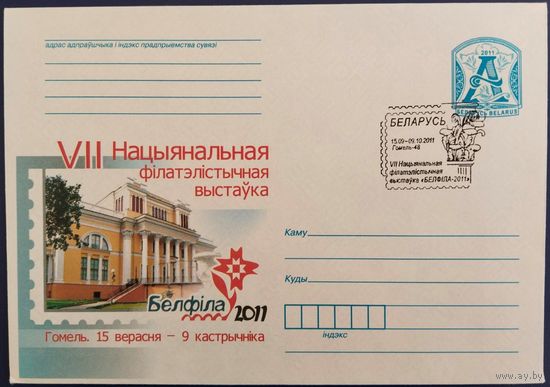 адрас адпраўшчыка і індэкс прадпрыемства сувязі
2011
А
БЕЛАРУСЬ BELARUS
БЕЛАРУСЬ
15.09-09.10.2011
Гомель-48
VII Нацыянальная
філатэлістычная
выстаўка «БЕЛФІЛА-2011»
VII Нацыянальная
філатэлістычная
выстаўка
Белфіла 2011
Гомель. 15 верасня – 9 кастрычніка
Каму
Куды
індэкс
www.ay.by